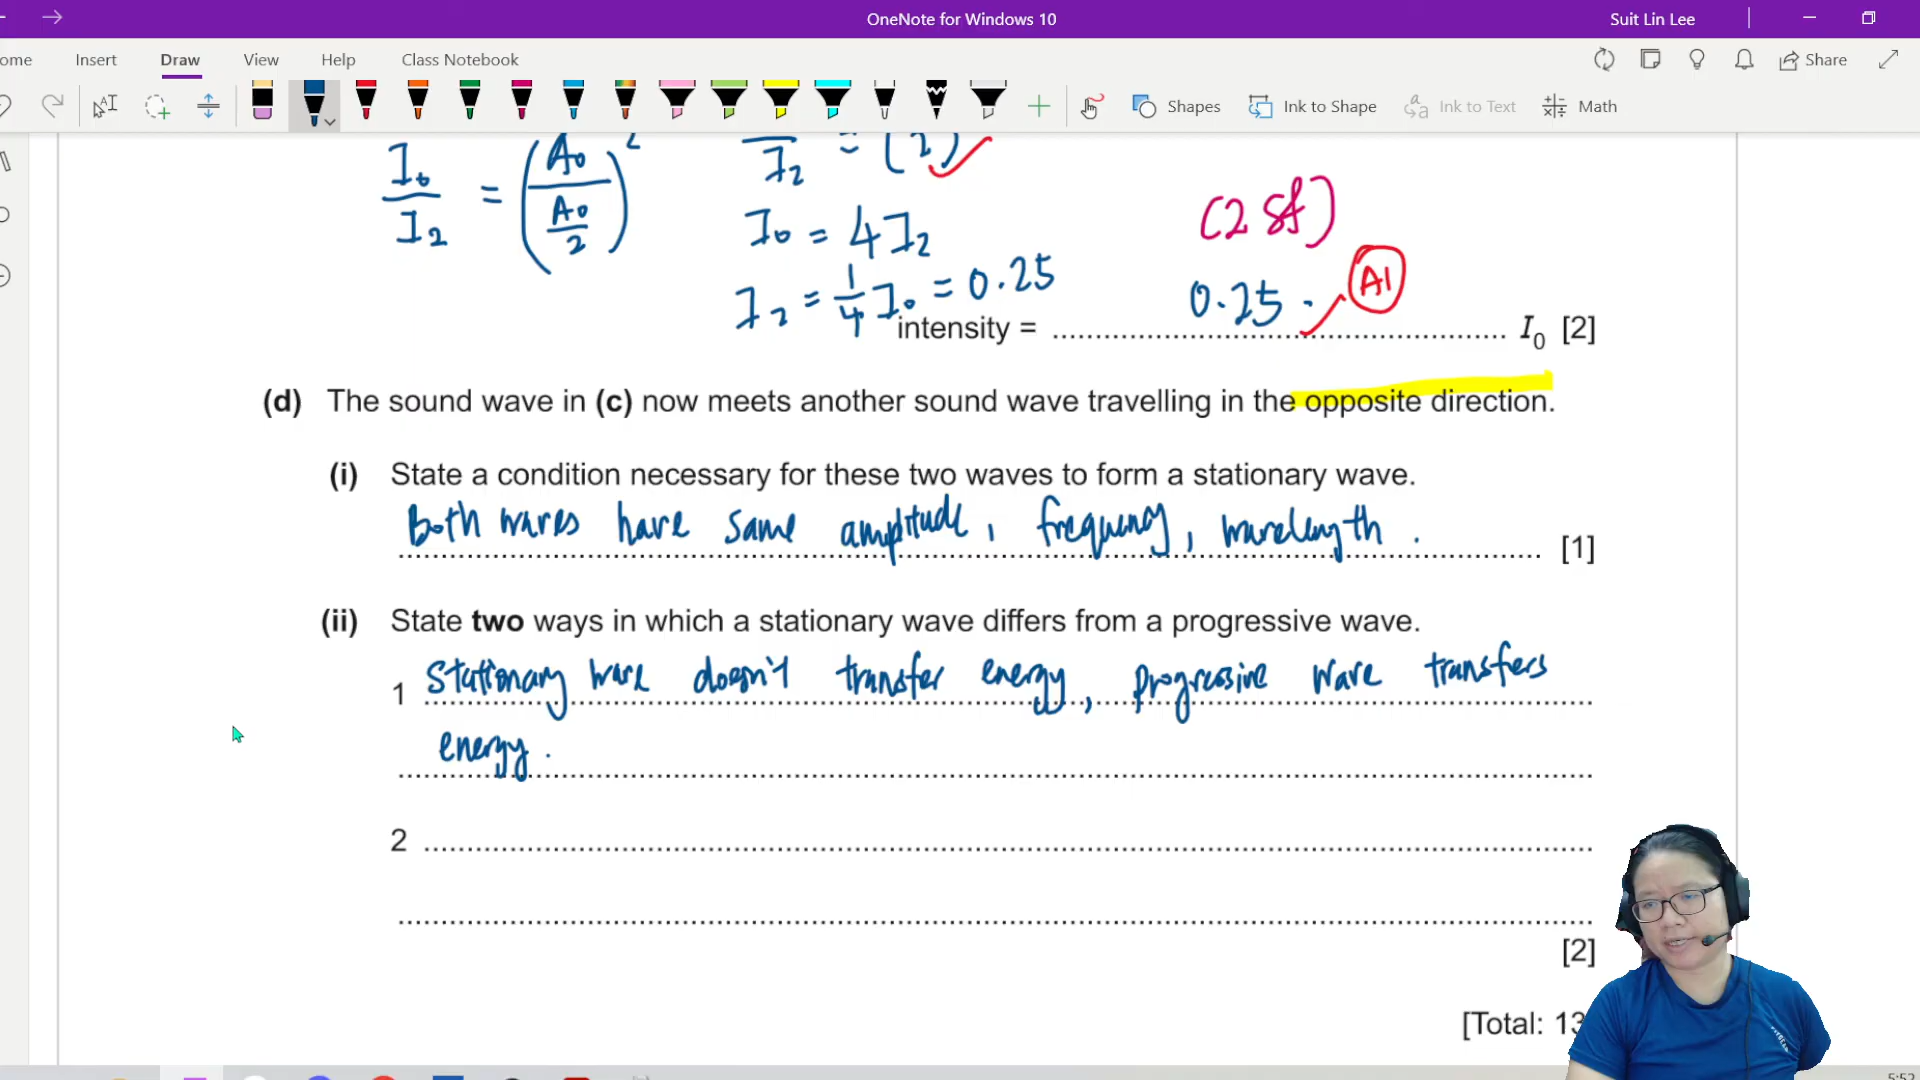 OneNote for Windows 10
Suit Lin Lee
ome Insert Draw View Help Class Notebook Share
Shapes Ink to Shape Ink to Text Math
I₀/I₂ = (A₀/(A₀/2))²
I₂ = (2)
I₀ = 4I₂
(2 sf)
I₂ = 1/4 I₀ = 0.25
0.25 . A1
intensity = .......... I₀ [2]
(d) The sound wave in (c) now meets another sound wave travelling in the opposite direction.
(i) State a condition necessary for these two waves to form a stationary wave.
Both waves have same amplitude, frequency, wavelength .
[1]
(ii) State two ways in which a stationary wave differs from a progressive wave.
1 Stationary wave doesn't transfer energy, progressive wave transfers
energy .
2
[2]
[Total: 13